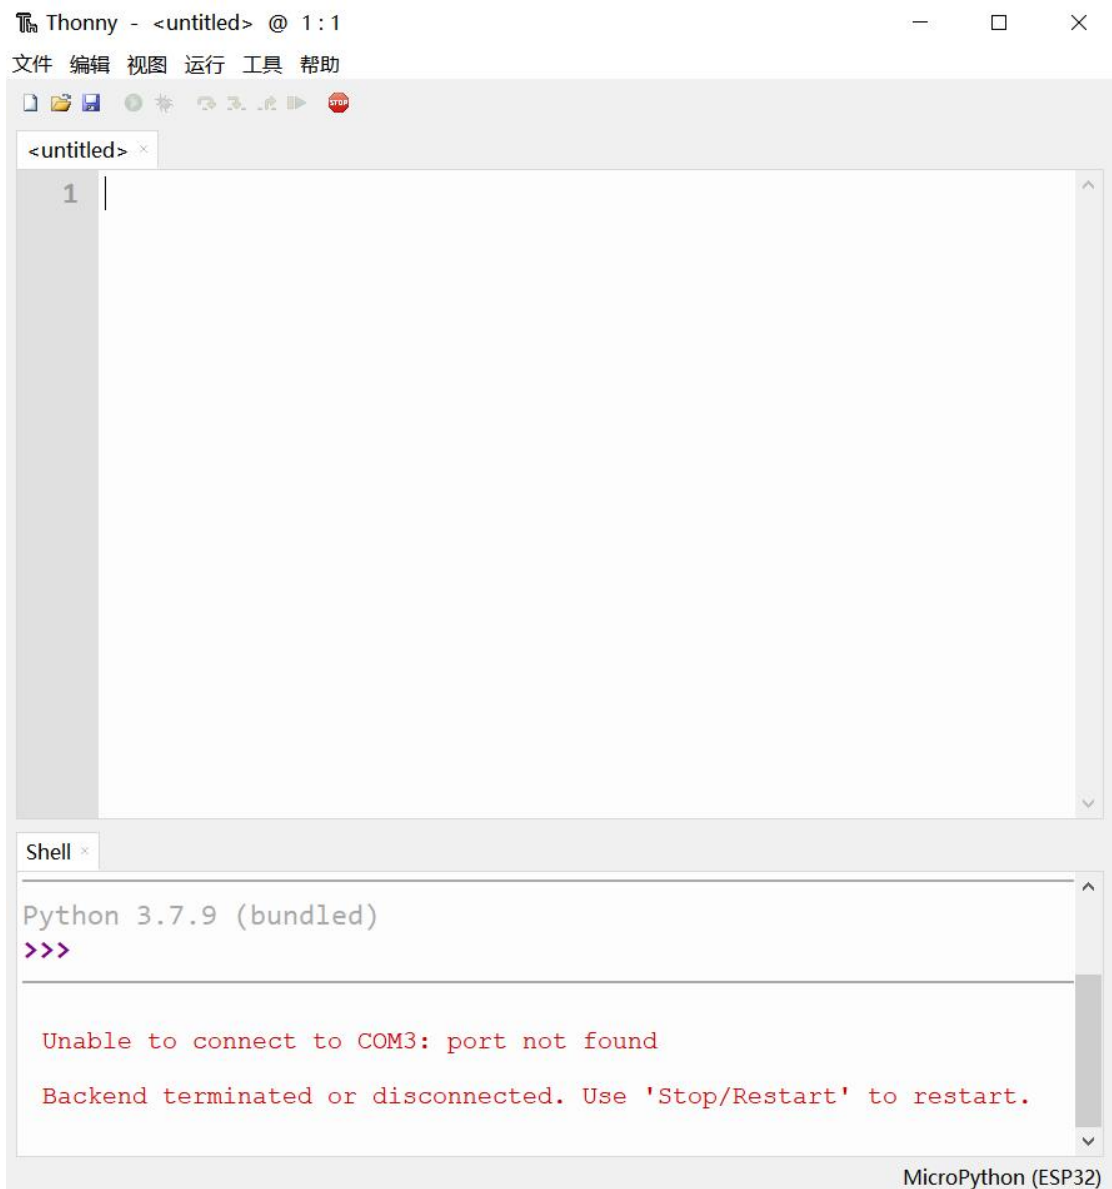 Thonny - <untitled> @ 1:1
文件 编辑 视图 运行 工具 帮助
STOP
<untitled>
1
Shell
Python 3.7.9 (bundled)
>>>
Unable to connect to COM3: port not found
Backend terminated or disconnected. Use 'Stop/Restart' to restart.
MicroPython (ESP32)